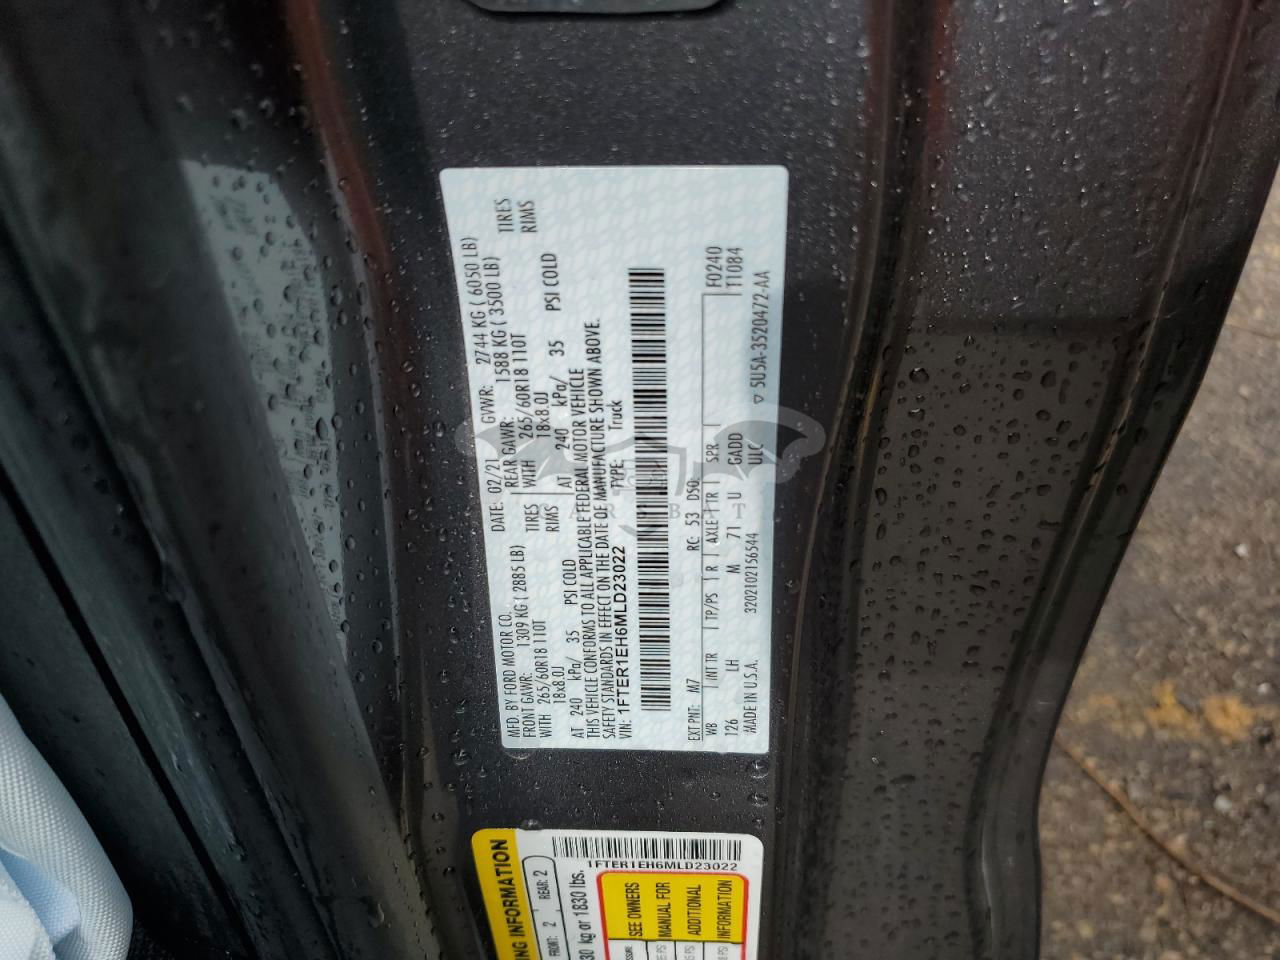 MFD. BY FORD MOTOR CO.
DATE: 02/21 GVWR: 2744 KG ( 6050 LB)
FRONT GAWR: 1309 KG ( 2885 LB) REAR GAWR: 1588 KG ( 3500 LB)
WITH 265/60R18 110T TIRES WITH 265/60R18 110T TIRES
18x8.0J RIMS 18x8.0J RIMS
AT 240 kPa/ 35 PSI COLD AT 240 kPa/ 35 PSI COLD
THIS VEHICLE CONFORMS TO ALL APPLICABLE FEDERAL MOTOR VEHICLE
SAFETY STANDARDS IN EFFECT ON THE DATE OF MANUFACTURE SHOWN ABOVE.
VIN: 1FTER1EH6MLD23022 TYPE: Truck
EXT PNT: M7 RC: 53 DSO: F0240
WB INT TR TP/PS R AXLE TR SPR 11084
126 LH M 71 U GADD
MADE IN U.S.A. 3202102156544 UILC
5U5A-3520472-AA
CARSBIT
ING INFORMATION
FRONT: 2 REAR: 2
830 kg or 1830 lbs.
1FTER1EH6MLD23022
SEE OWNERS
MANUAL FOR
ADDITIONAL
INFORMATION